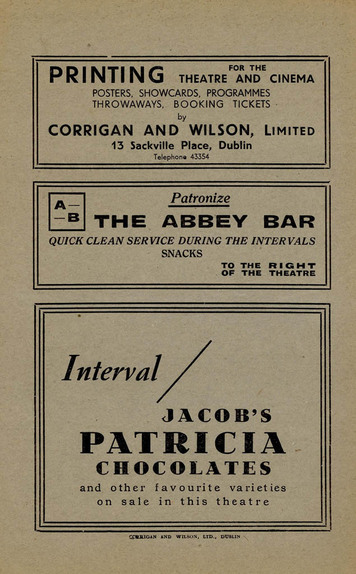 PRINTING FOR THE
THEATRE AND CINEMA
POSTERS, SHOWCARDS, PROGRAMMES
THROWAWAYS, BOOKING TICKETS
by
CORRIGAN AND WILSON, LIMITED
13 Sackville Place, Dublin
Telephone 43354
A—
—B
Patronize
THE ABBEY BAR
QUICK CLEAN SERVICE DURING THE INTERVALS
SNACKS
TO THE RIGHT
OF THE THEATRE
Interval
JACOB'S
PATRICIA
CHOCOLATES
and other favourite varieties
on sale in this theatre
CORRIGAN AND WILSON, LTD., DUBLIN